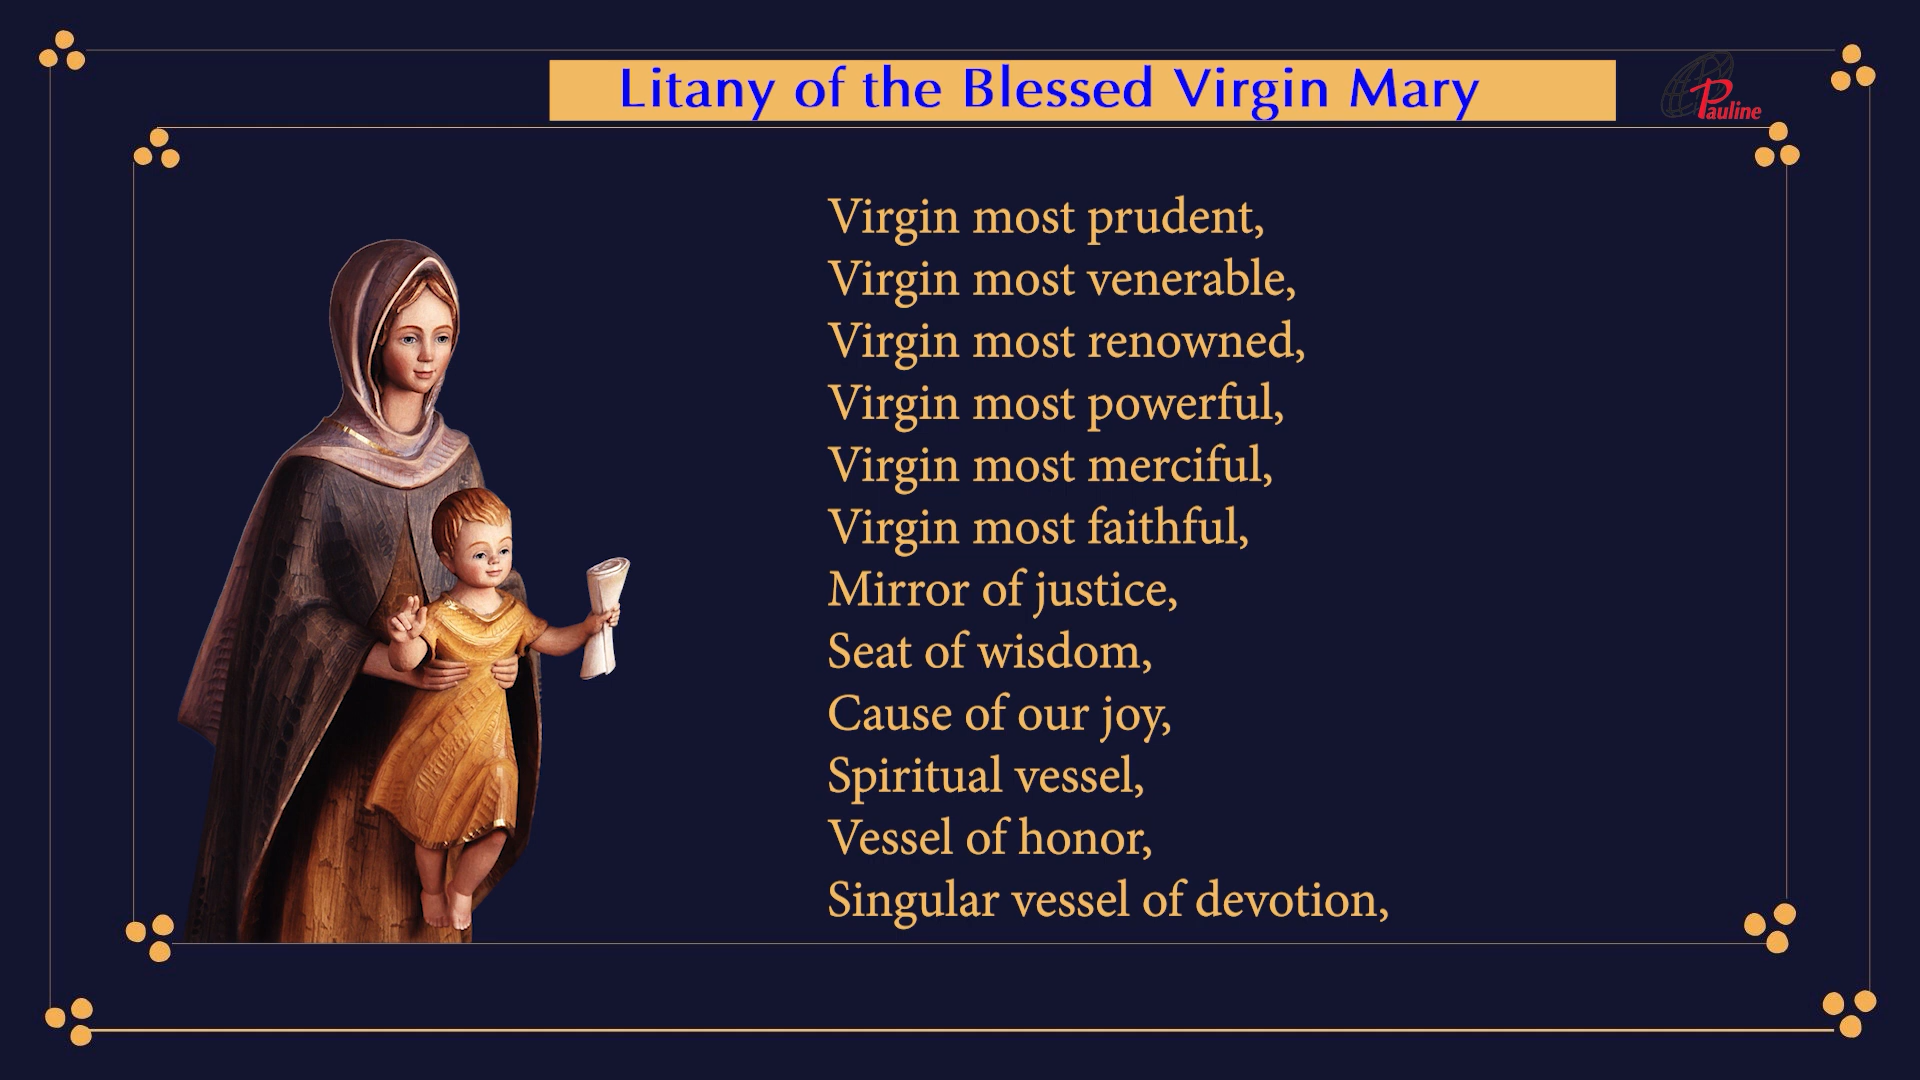 Litany of the Blessed Virgin Mary
Pauline
Virgin most prudent,
Virgin most venerable,
Virgin most renowned,
Virgin most powerful,
Virgin most merciful,
Virgin most faithful,
Mirror of justice,
Seat of wisdom,
Cause of our joy,
Spiritual vessel,
Vessel of honor,
Singular vessel of devotion,